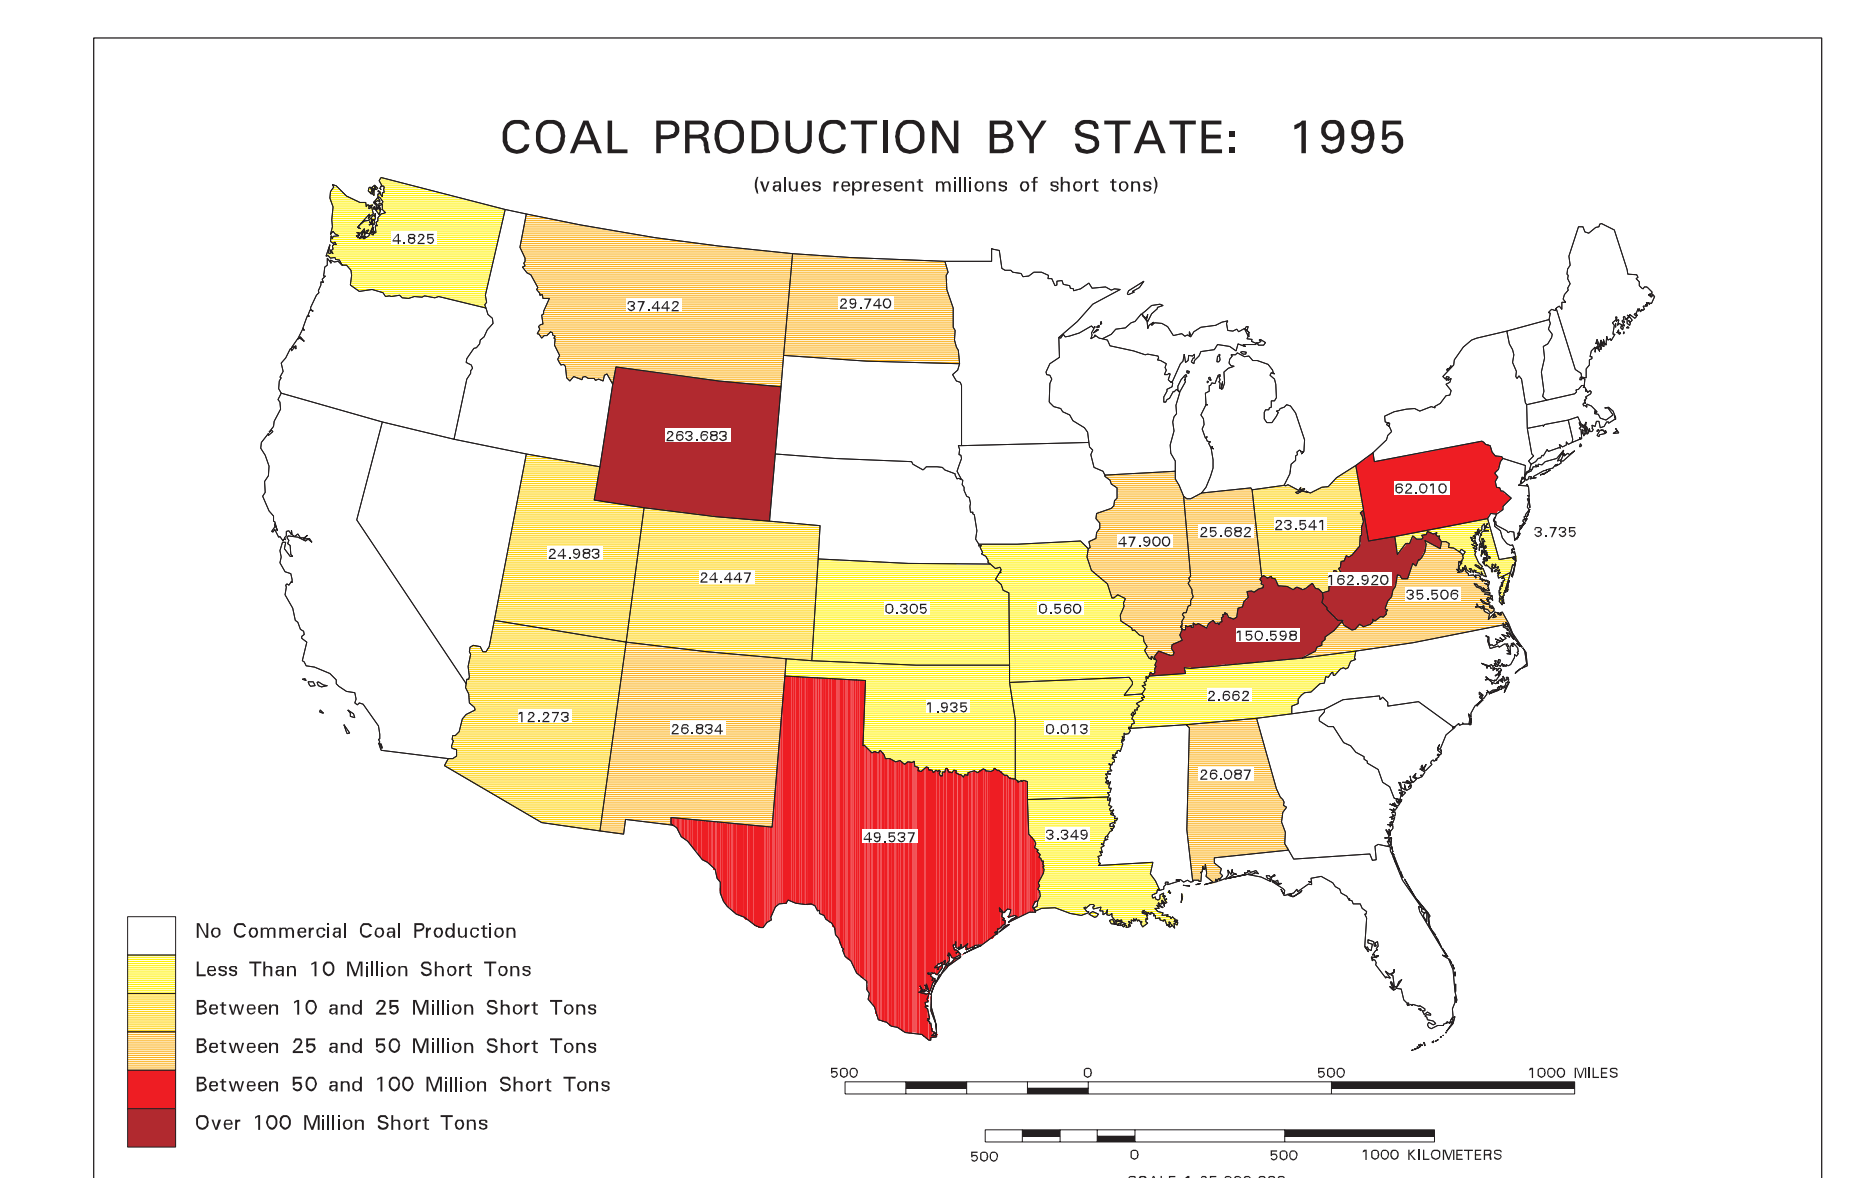 COAL PRODUCTION BY STATE: 1995
(values represent millions of short tons)
4.825
37.442
29.740
263.683
62.010
24.983
24.447
47.900
25.682
23.541
3.735
0.305
0.560
162.920
35.506
150.598
12.273
26.834
1.935
0.013
2.662
26.087
49.537
3.349
No Commercial Coal Production
Less Than 10 Million Short Tons
Between 10 and 25 Million Short Tons
Between 25 and 50 Million Short Tons
Between 50 and 100 Million Short Tons
Over 100 Million Short Tons
500 0 500 1000 MILES
500 0 500 1000 KILOMETERS